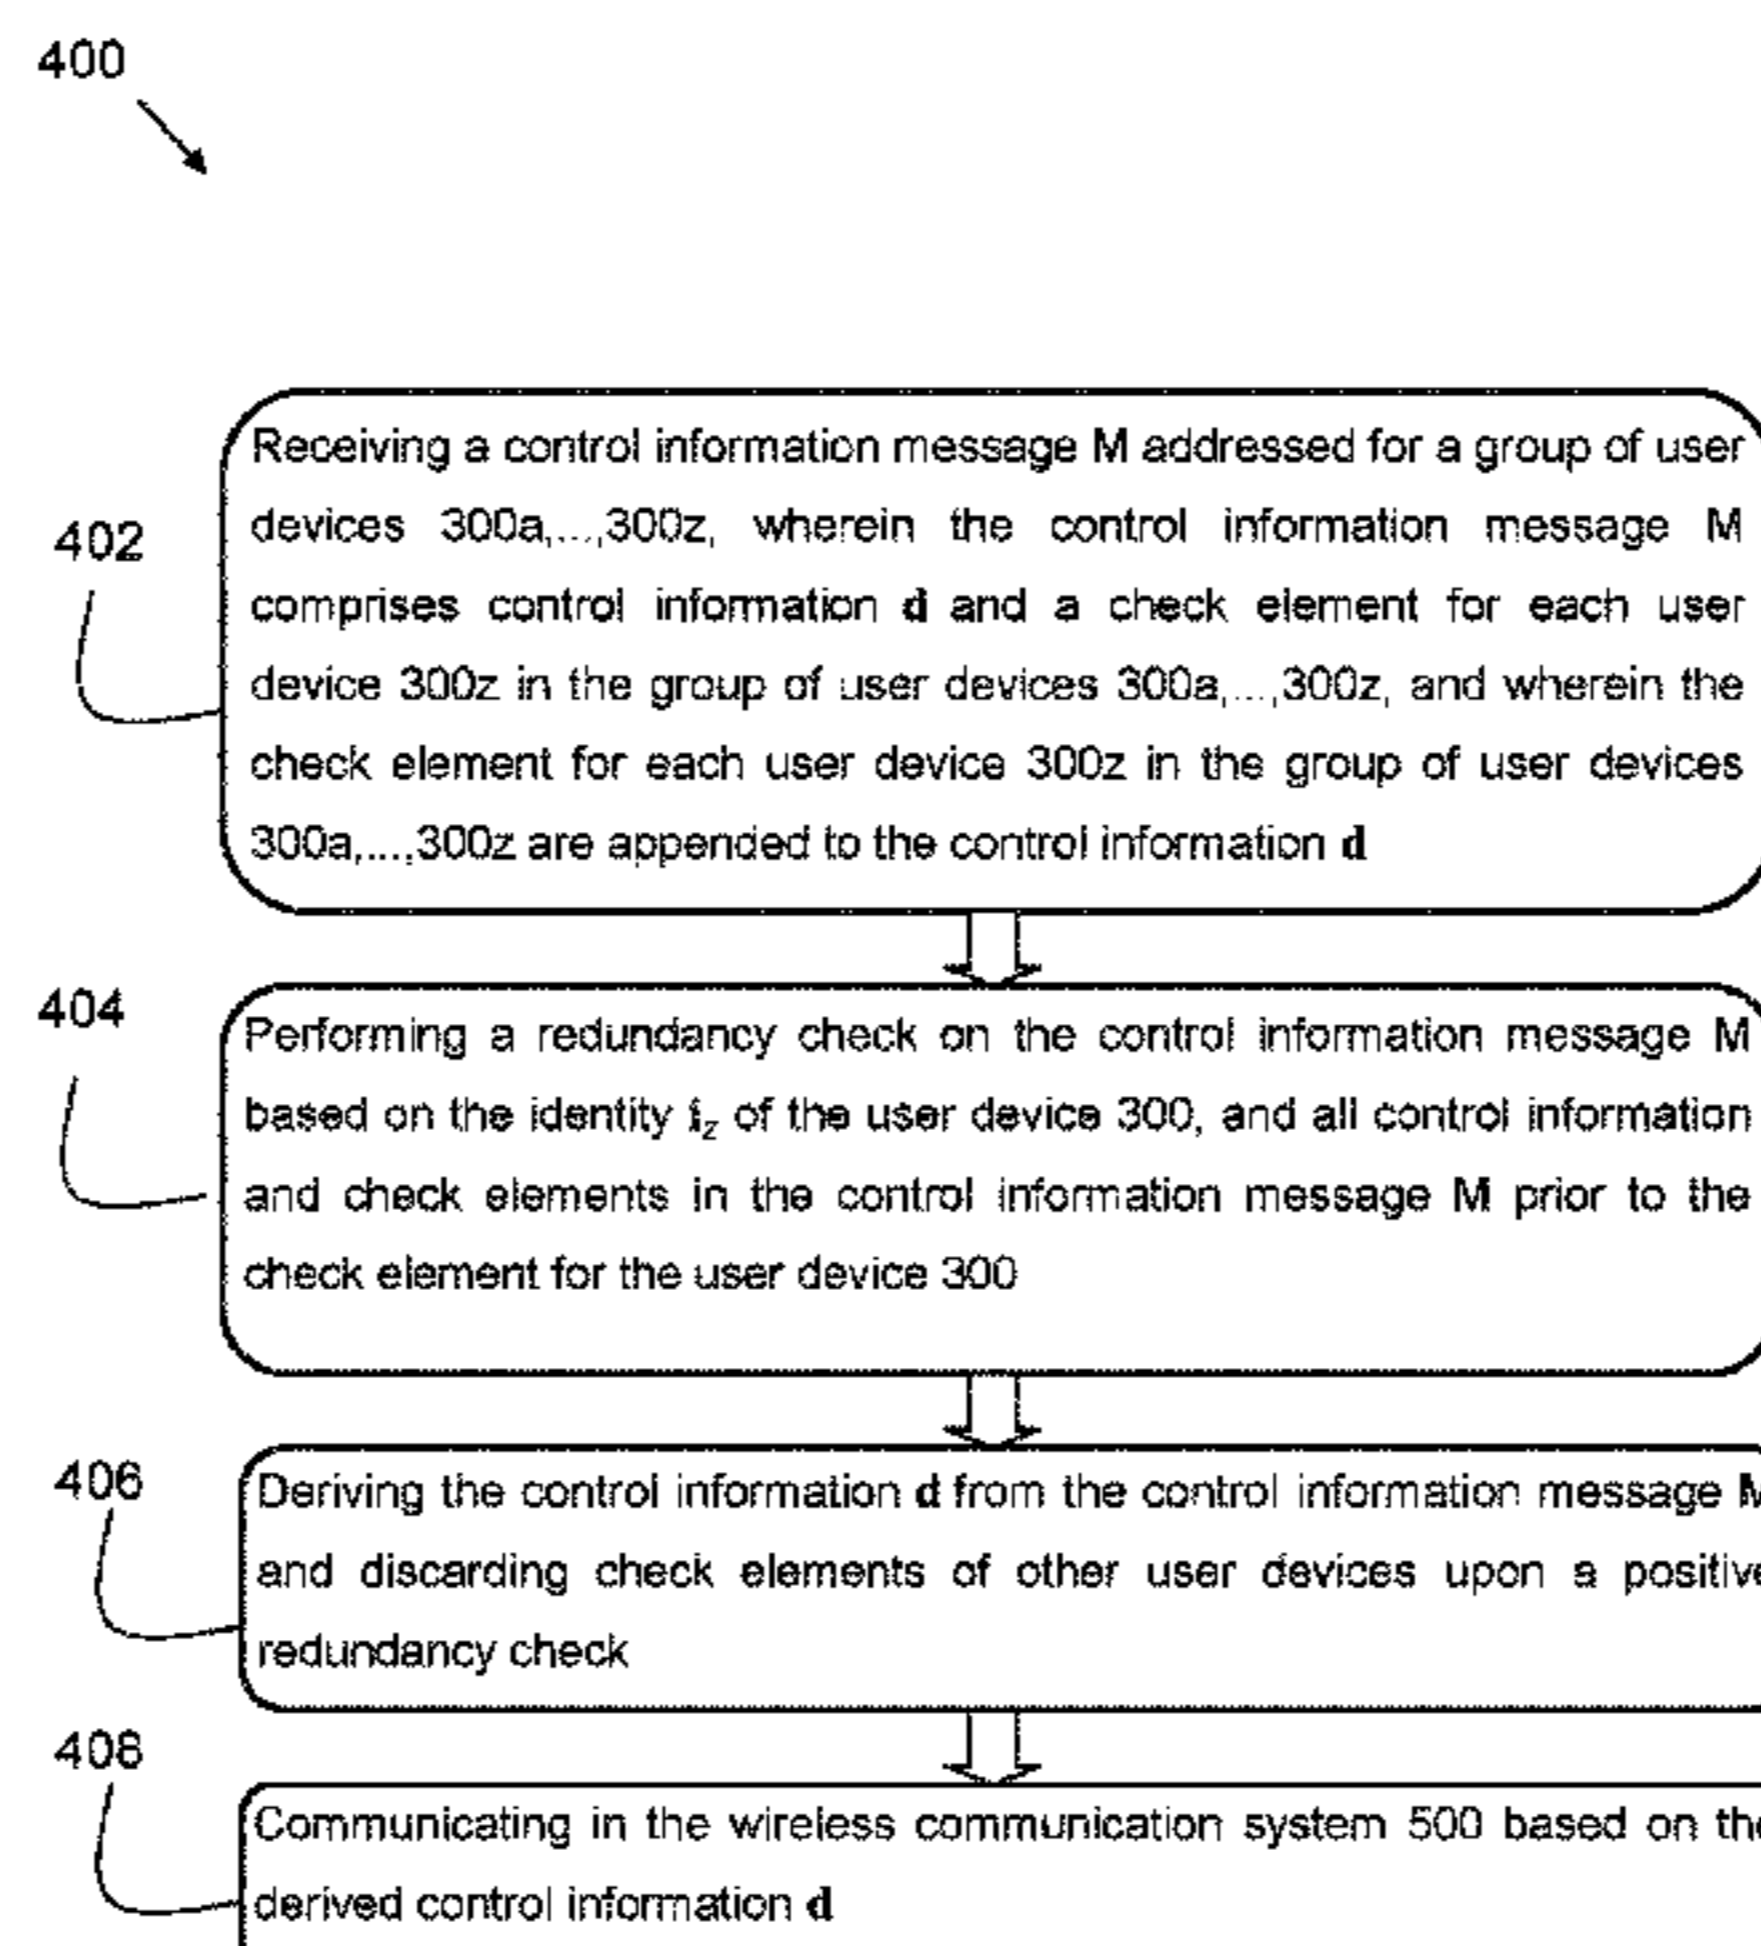 400
402
Receiving a control information message M addressed for a group of user
devices 300a,...,300z, wherein the control information message M
comprises control information d and a check element for each user
device 300z in the group of user devices 300a,...,300z, and wherein the
check element for each user device 300z in the group of user devices
300a,...,300z are appended to the control information d
404
Performing a redundancy check on the control information message M
based on the identity i_z of the user device 300, and all control information
and check elements in the control information message M prior to the
check element for the user device 300
406
Deriving the control information d from the control information message M
and discarding check elements of other user devices upon a positive
redundancy check
408
Communicating in the wireless communication system 500 based on the
derived control information d